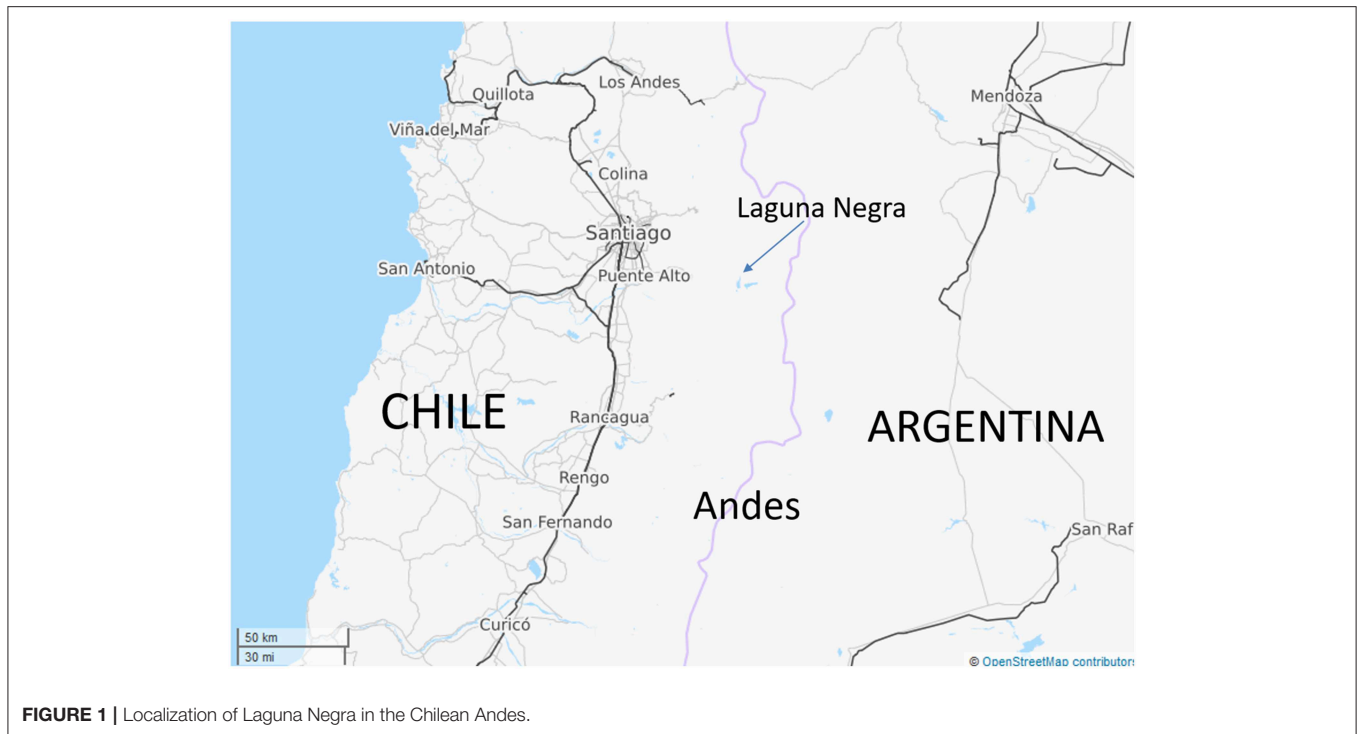 Los Andes
Quillota
Mendoza
Viña del Mar
Colina
Laguna Negra
Santiago
San Antonio
Puente Alto
CHILE
Rancagua
ARGENTINA
Rengo
Andes
San Fernando
San Raf
Curicó
50 km
30 mi
© OpenStreetMap contributors
FIGURE 1 | Localization of Laguna Negra in the Chilean Andes.